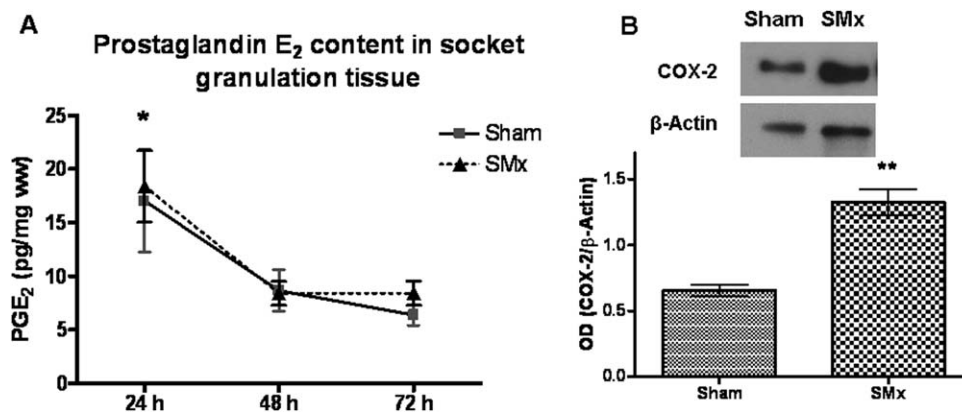 A
Prostaglandin E₂ content in socket
granulation tissue
*
25
20
15
10
5
0
PGE₂ (pg/mg ww)
Sham
SMx
24 h
48 h
72 h
B
Sham SMx
COX-2
β-Actin
**
1.5
1.0
0.5
0.0
OD (COX-2/β-Actin)
Sham
SMx